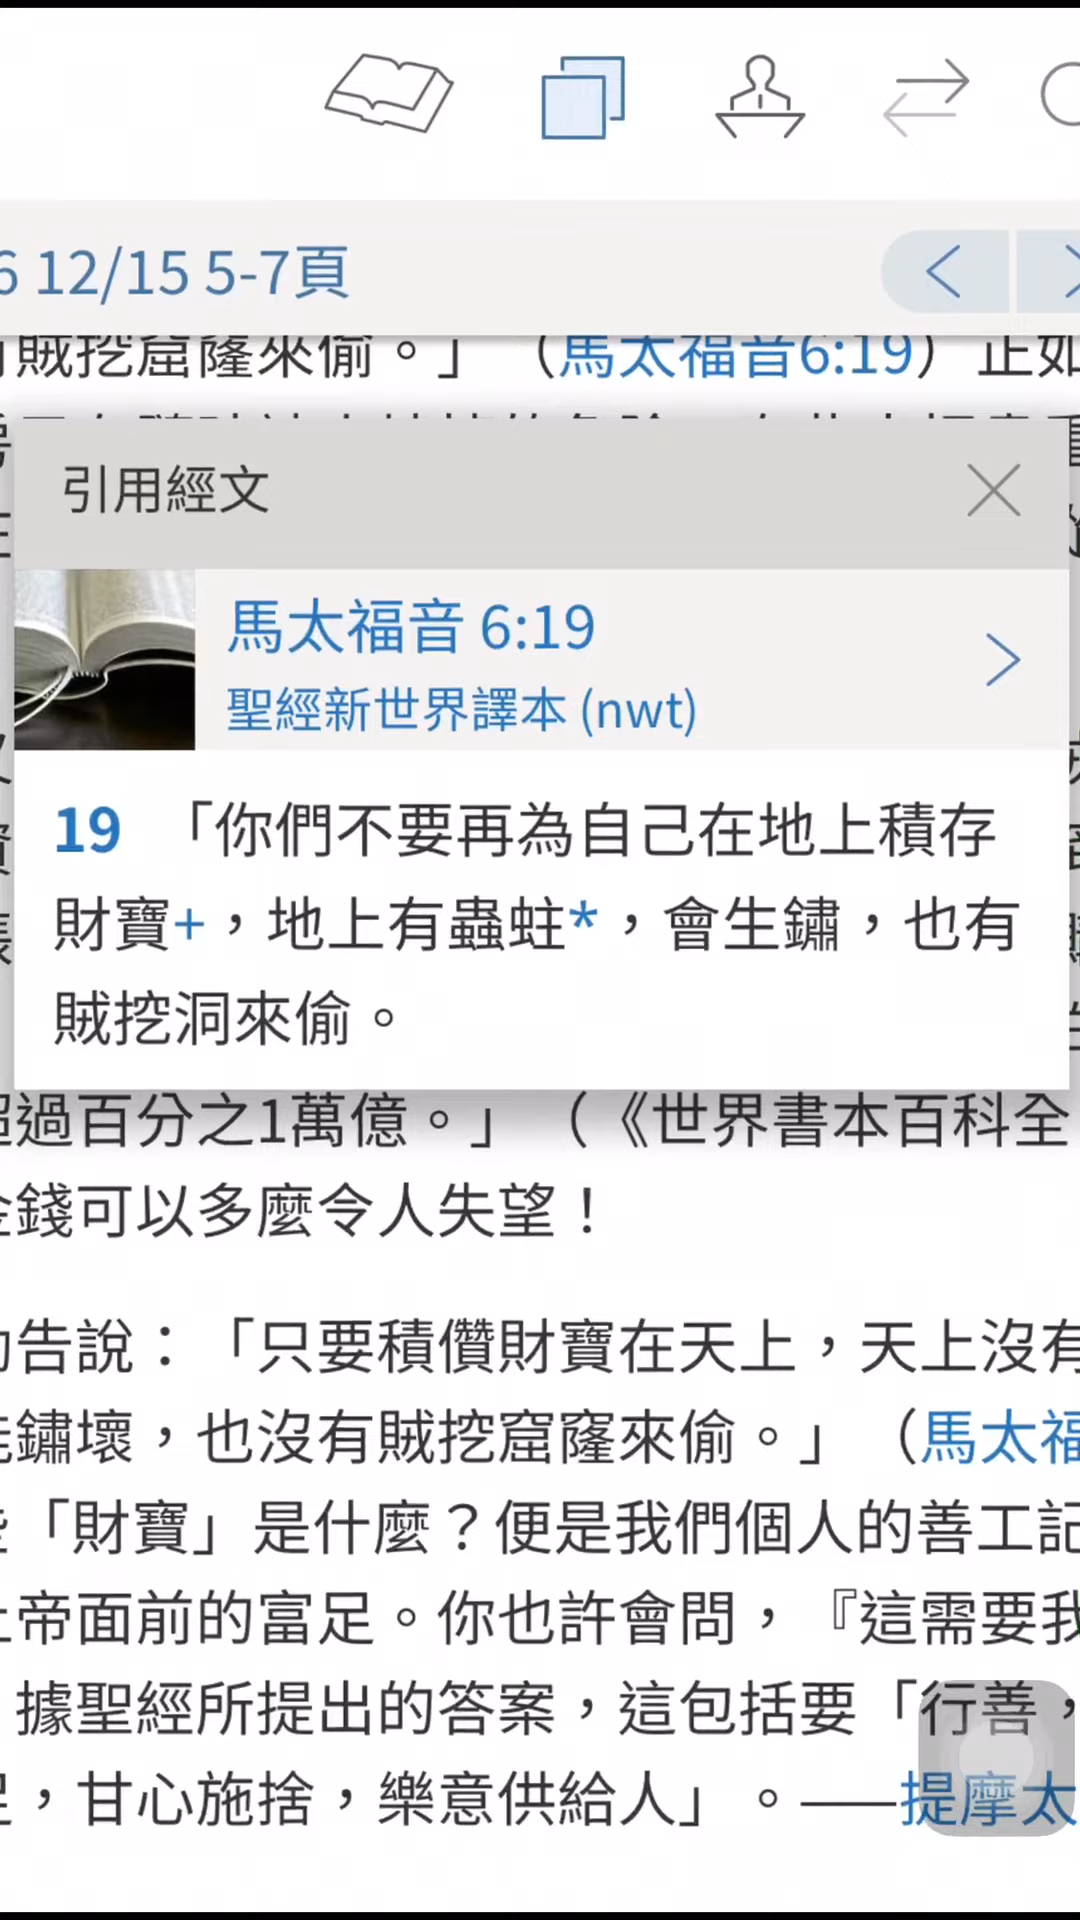 6 12/15 5-7頁
賊挖窟窿來偷。」（馬太福音6:19）正如
引用經文
馬太福音 6:19
聖經新世界譯本 (nwt)
19 「你們不要再為自己在地上積存
財寶+，地上有蟲蛀*，會生鏽，也有
賊挖洞來偷。
超過百分之1萬億。」（《世界書本百科全
金錢可以多麼令人失望！
告說：「只要積儹財寶在天上，天上沒有
鏽壞，也沒有賊挖窟窿來偷。」（馬太福
「財寶」是什麼？便是我們個人的善工記
上帝面前的富足。你也許會問，『這需要我
據聖經所提出的答案，這包括要「行善，
足，甘心施捨，樂意供給人」。——提摩太